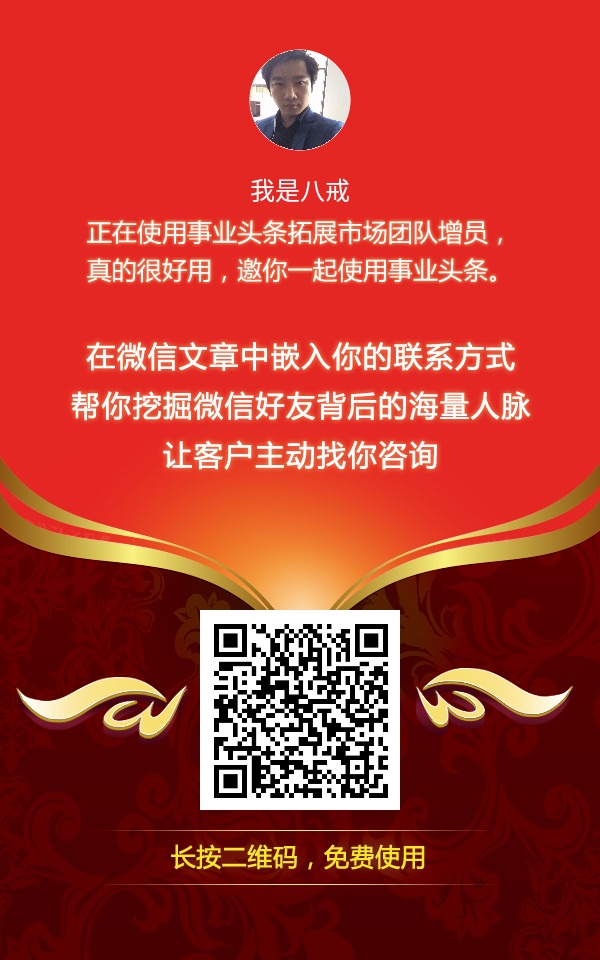 我是八戒
正在使用事业头条拓展市场团队增员，
真的很好用，邀你一起使用事业头条。
在微信文章中嵌入你的联系方式
帮你挖掘微信好友背后的海量人脉
让客户主动找你咨询
长按二维码，免费使用